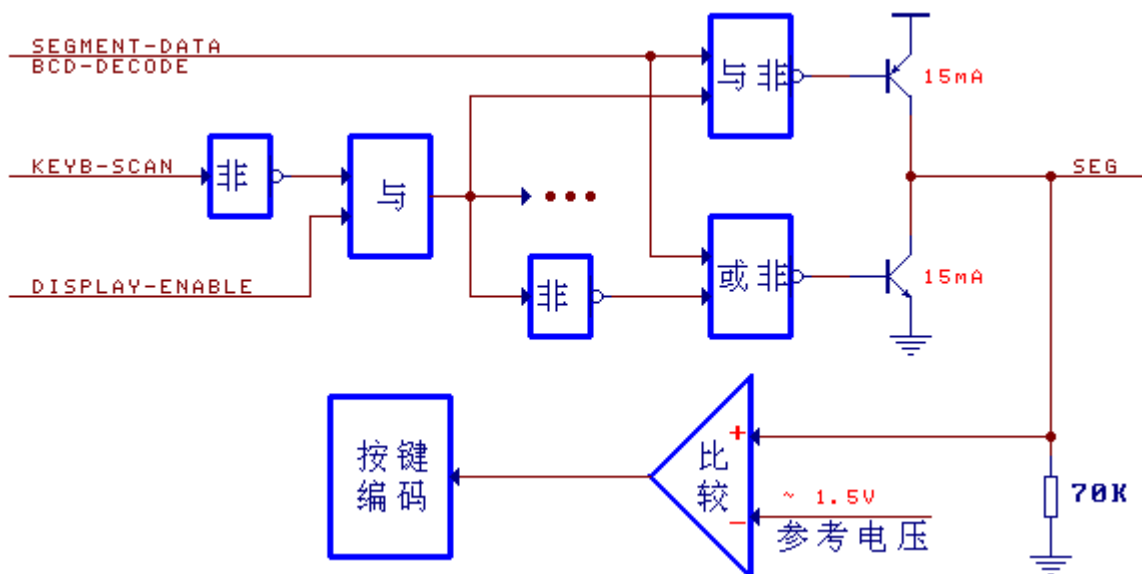 SEGMENT-DATA
BCD-DECODE
与非
15mA
KEYB-SCAN
非
与
SEG
DISPLAY-ENABLE
非
或非
15mA
按键
编码
+
比
较
-
~ 1.5V
参考电压
70K